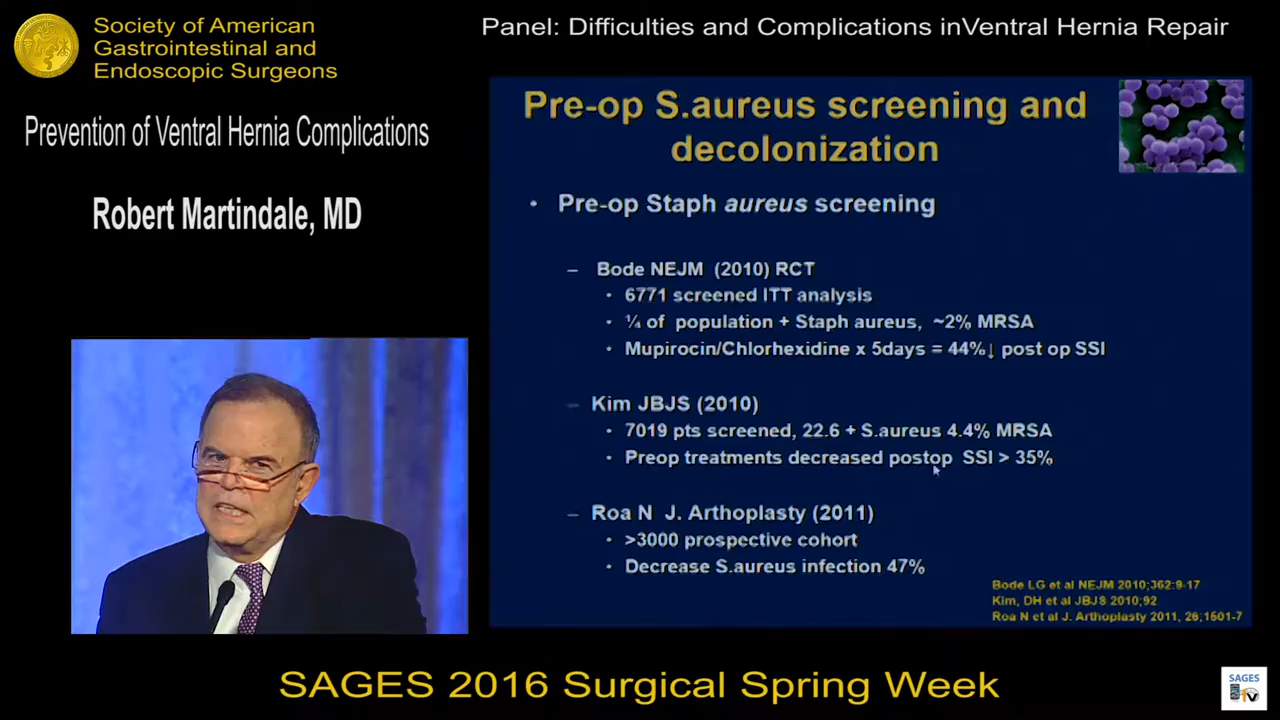 Society of American
Gastrointestinal and
Endoscopic Surgeons
Panel: Difficulties and Complications inVentral Hernia Repair
Prevention of Ventral Hernia Complications
Robert Martindale, MD
Pre-op S.aureus screening and
decolonization
• Pre-op Staph aureus screening
– Bode NEJM (2010) RCT
• 6771 screened ITT analysis
• ¼ of population + Staph aureus, ~2% MRSA
• Mupirocin/Chlorhexidine x 5days = 44%↓ post op SSI
– Kim JBJS (2010)
• 7019 pts screened, 22.6 + S.aureus 4.4% MRSA
• Preop treatments decreased postop SSI > 35%
– Roa N J. Arthoplasty (2011)
• >3000 prospective cohort
• Decrease S.aureus infection 47%
Bode LG et al NEJM 2010;362:9-17
Kim, DH et al JBJS 2010;92
Roa N et al J. Arthoplasty 2011, 26;1501-7
SAGES 2016 Surgical Spring Week
SAGES
TV